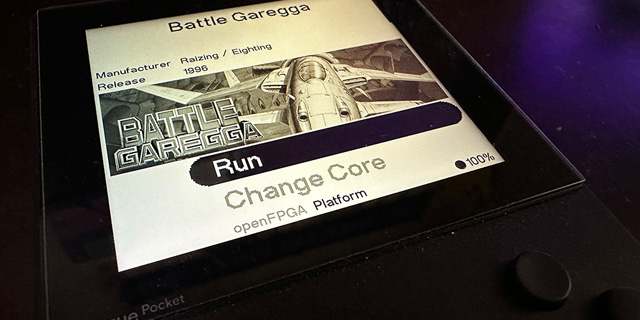 Battle Garegga
Manufacturer Raizing / Eighting
Release 1996
BATTLE
GAREGGA
Run
Change Core
100%
openFPGA Platform
Pocket